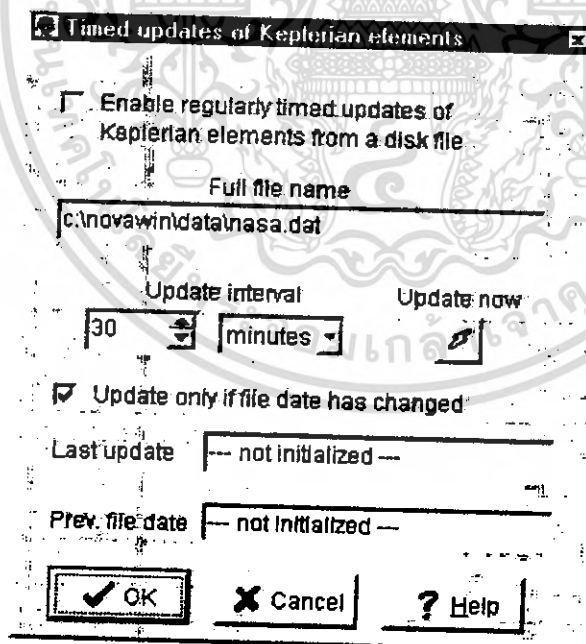 Timed updates of Keplerian elements
Enable regularly timed updates of
Keplerian elements from a disk file
Full file name
c:\novawin\data\nasa.dat
Update interval
Update now
30
minutes
Update only if file date has changed
Last update
--- not initialized ---
Prev. file date
--- not initialized ---
OK
Cancel
? Help